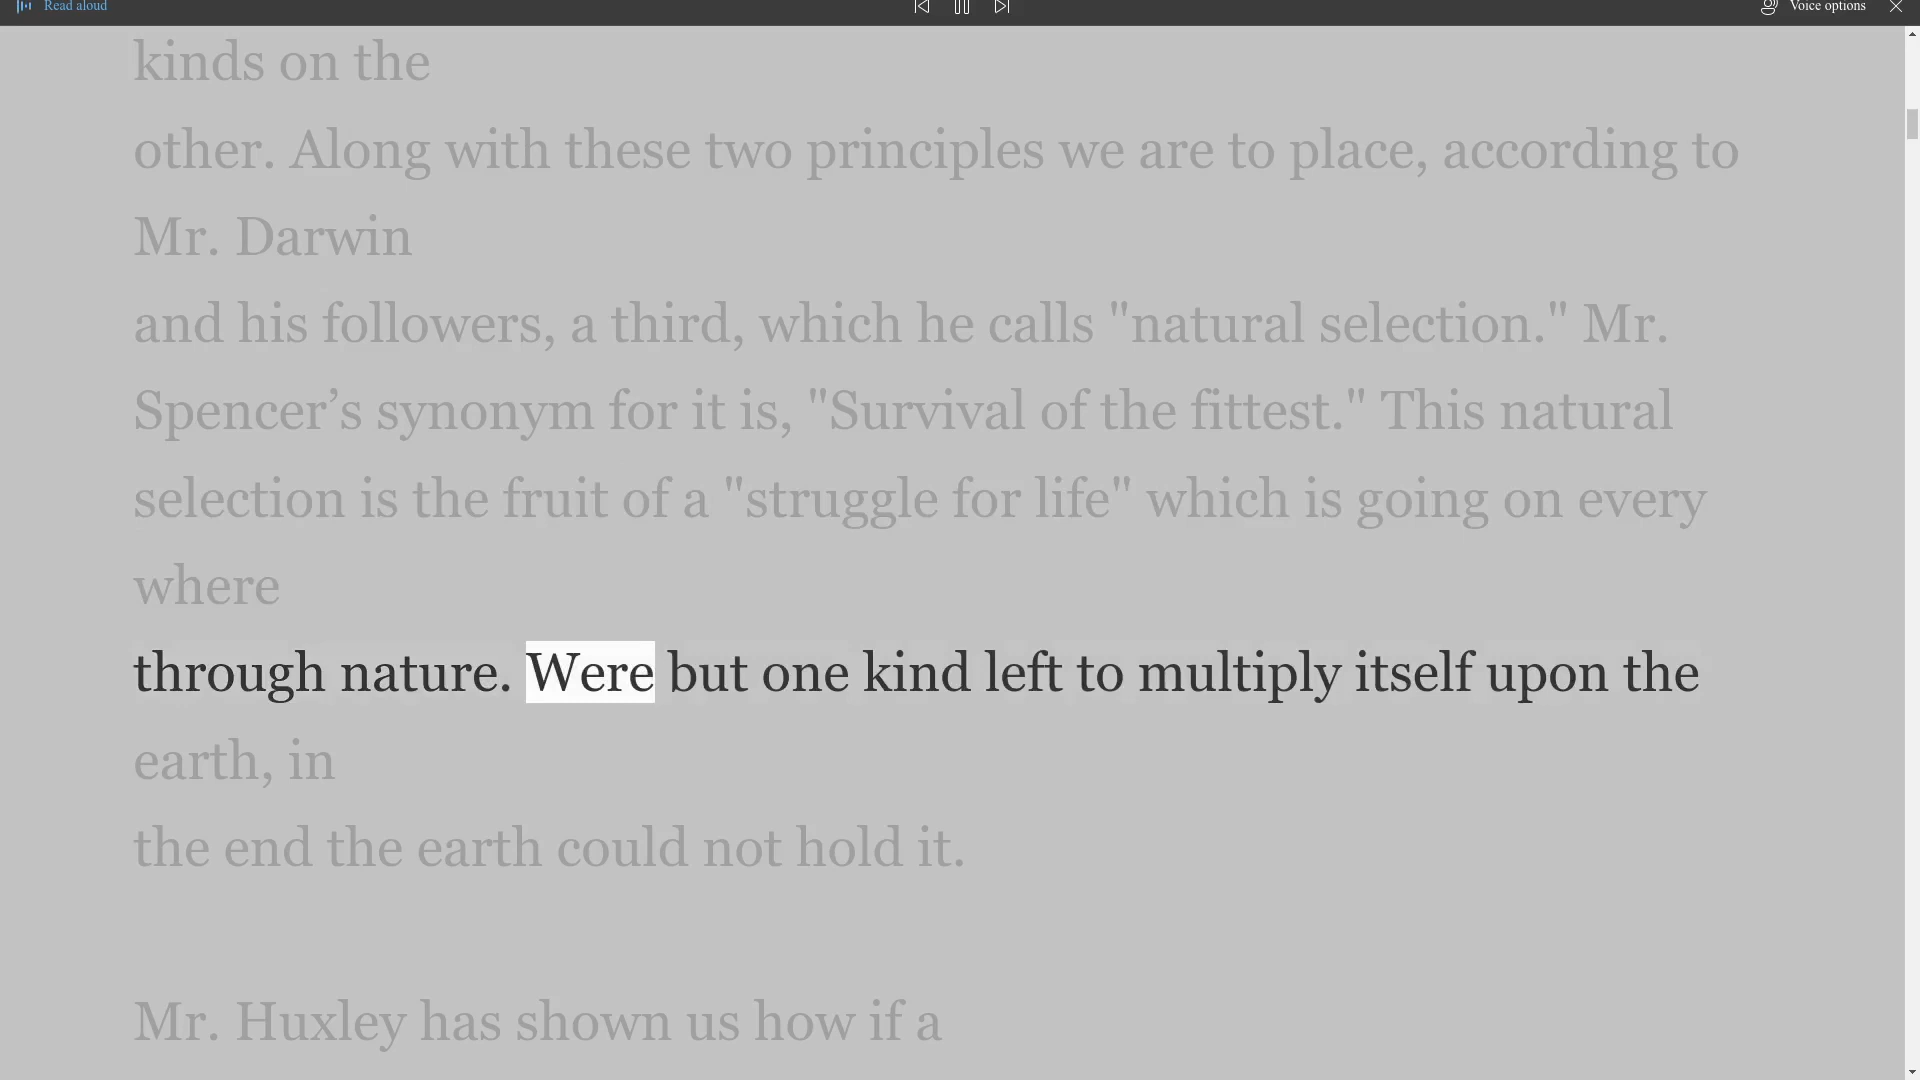 Read aloud
Voice options
kinds on the
other. Along with these two principles we are to place, according to
Mr. Darwin
and his followers, a third, which he calls "natural selection." Mr.
Spencer’s synonym for it is, "Survival of the fittest." This natural
selection is the fruit of a "struggle for life" which is going on every
where
through nature. Were but one kind left to multiply itself upon the
earth, in
the end the earth could not hold it.
Mr. Huxley has shown us how if a